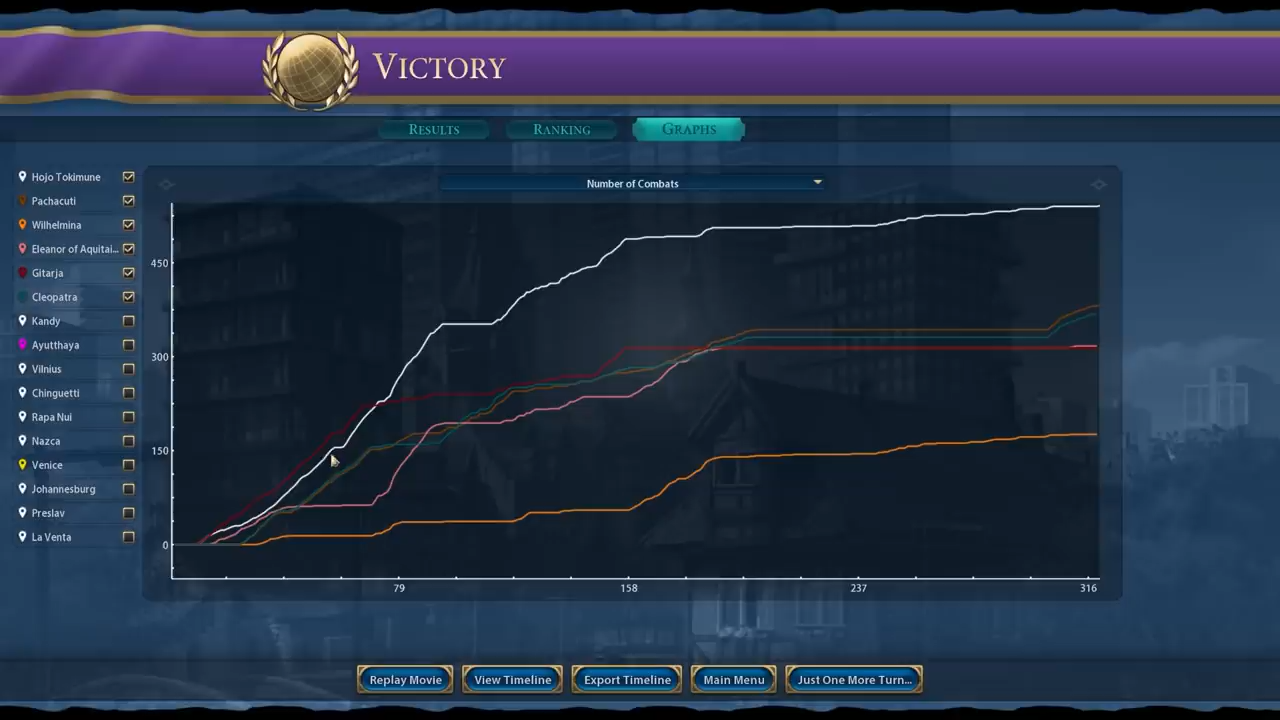 VICTORY
RESULTS RANKING GRAPHS
Hojo Tokimune
Pachacuti
Wilhelmina
Eleanor of Aquitai...
Gitarja
Cleopatra
Kandy
Ayutthaya
Vilnius
Chinguetti
Rapa Nui
Nazca
Venice
Johannesburg
Preslav
La Venta
Number of Combats
450
300
150
0
79 158 237 316
Replay Movie View Timeline Export Timeline Main Menu Just One More Turn...